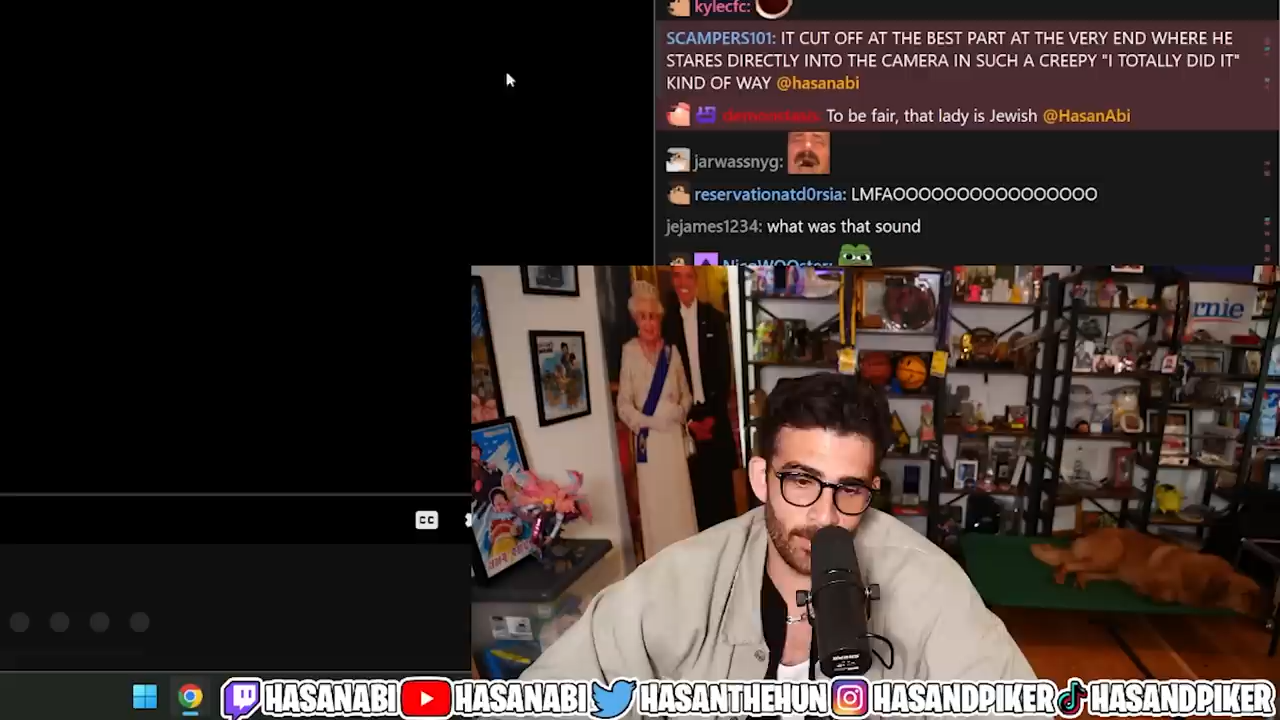 kylecfc:
SCAMPERS101: IT CUT OFF AT THE BEST PART AT THE VERY END WHERE HE
STARES DIRECTLY INTO THE CAMERA IN SUCH A CREEPY "I TOTALLY DID IT"
KIND OF WAY @hasanabi
To be fair, that lady is Jewish @HasanAbi
jarwassnyg:
reservationatd0rsia: LMFAOOOOOOOOOOOOOOOO
jejames1234: what was that sound
NicoWOOster:
rnie
CC
HASANABI HASANABI HASANTHEHUN HASANDPIKER HASANDPIKER